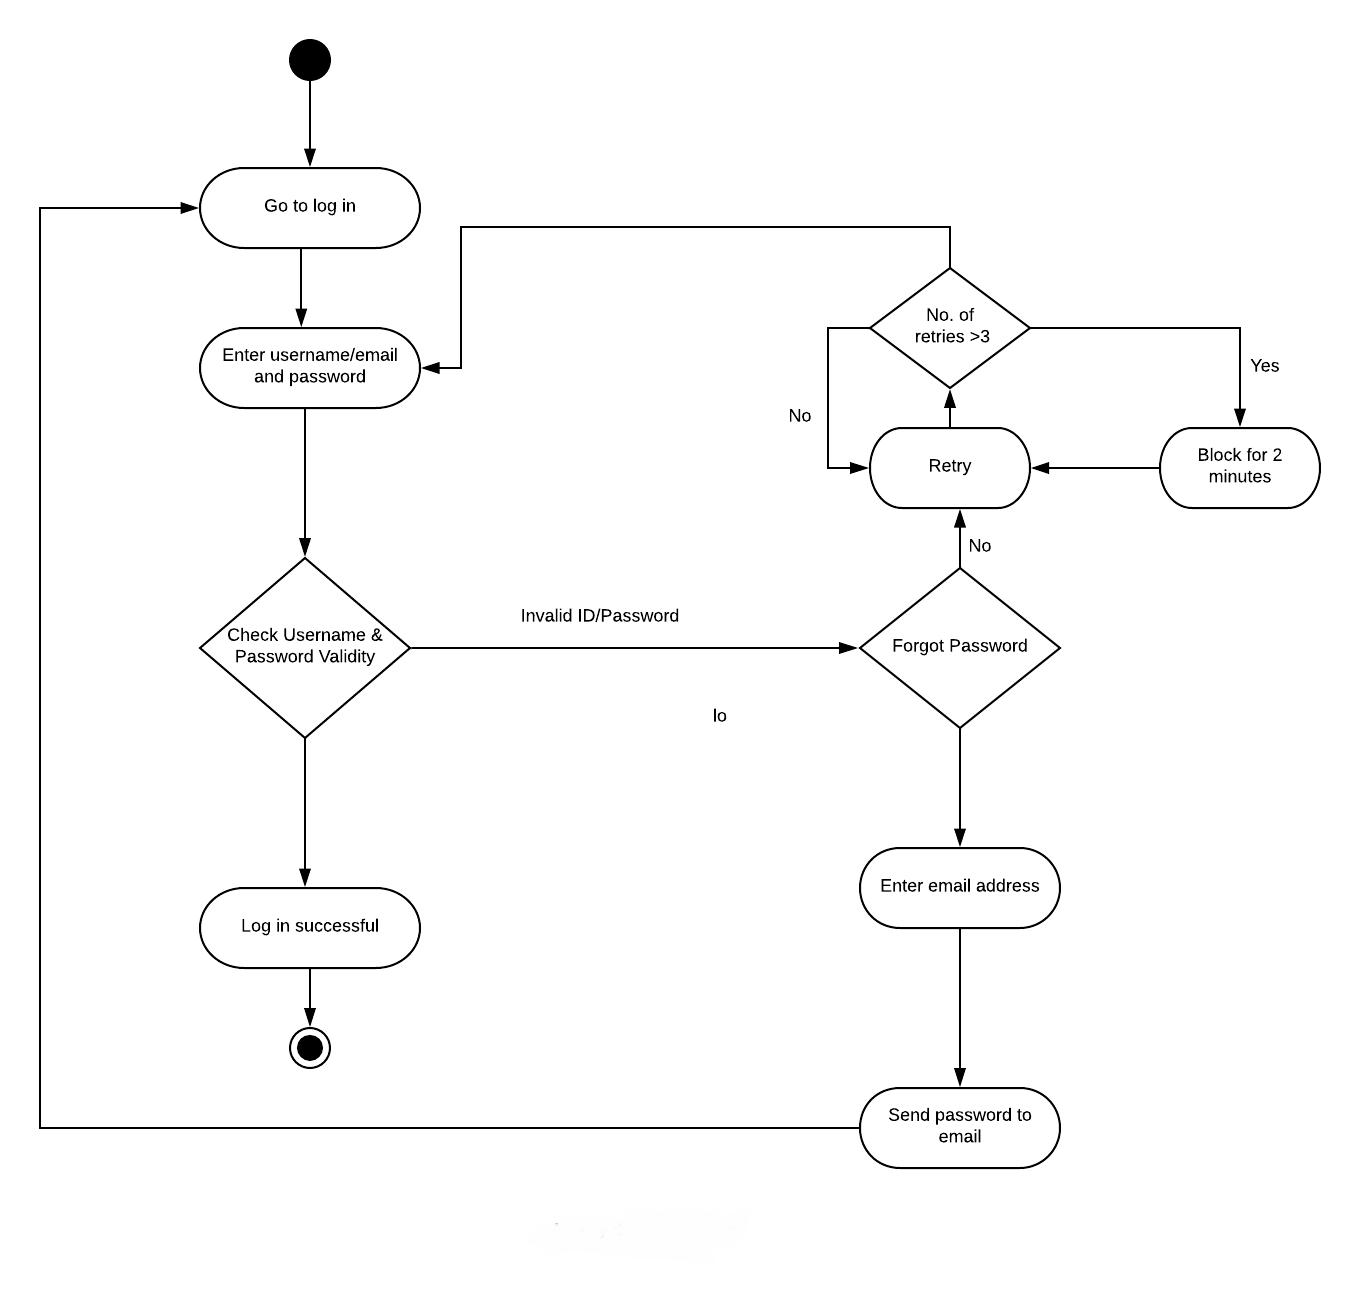 Go to log in
Enter username/email
and password
No. of
retries >3
Yes
No
Retry
Block for 2
minutes
No
Invalid ID/Password
Check Username &
Password Validity
Forgot Password
lo
Enter email address
Log in successful
Send password to
email